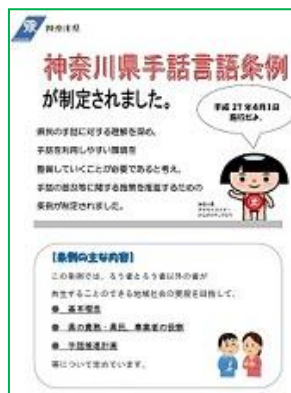 神奈川県
神奈川県手話言語条例
が制定されました。
平成27年4月1日
施行だよ。
県民の手話に対する理解を深め、
手話を利用しやすい環境を
整備していくことが必要であると考え、
手話の普及等に関する施策を推進するための
条例が制定されました。
【条例の主な内容】
この条例では、ろう者とろう者以外の者が
共生することのできる地域社会の実現を目指して、
● 基本理念
● 県の責務・県民、事業者の役割
● 手話推進計画
等について定めています。